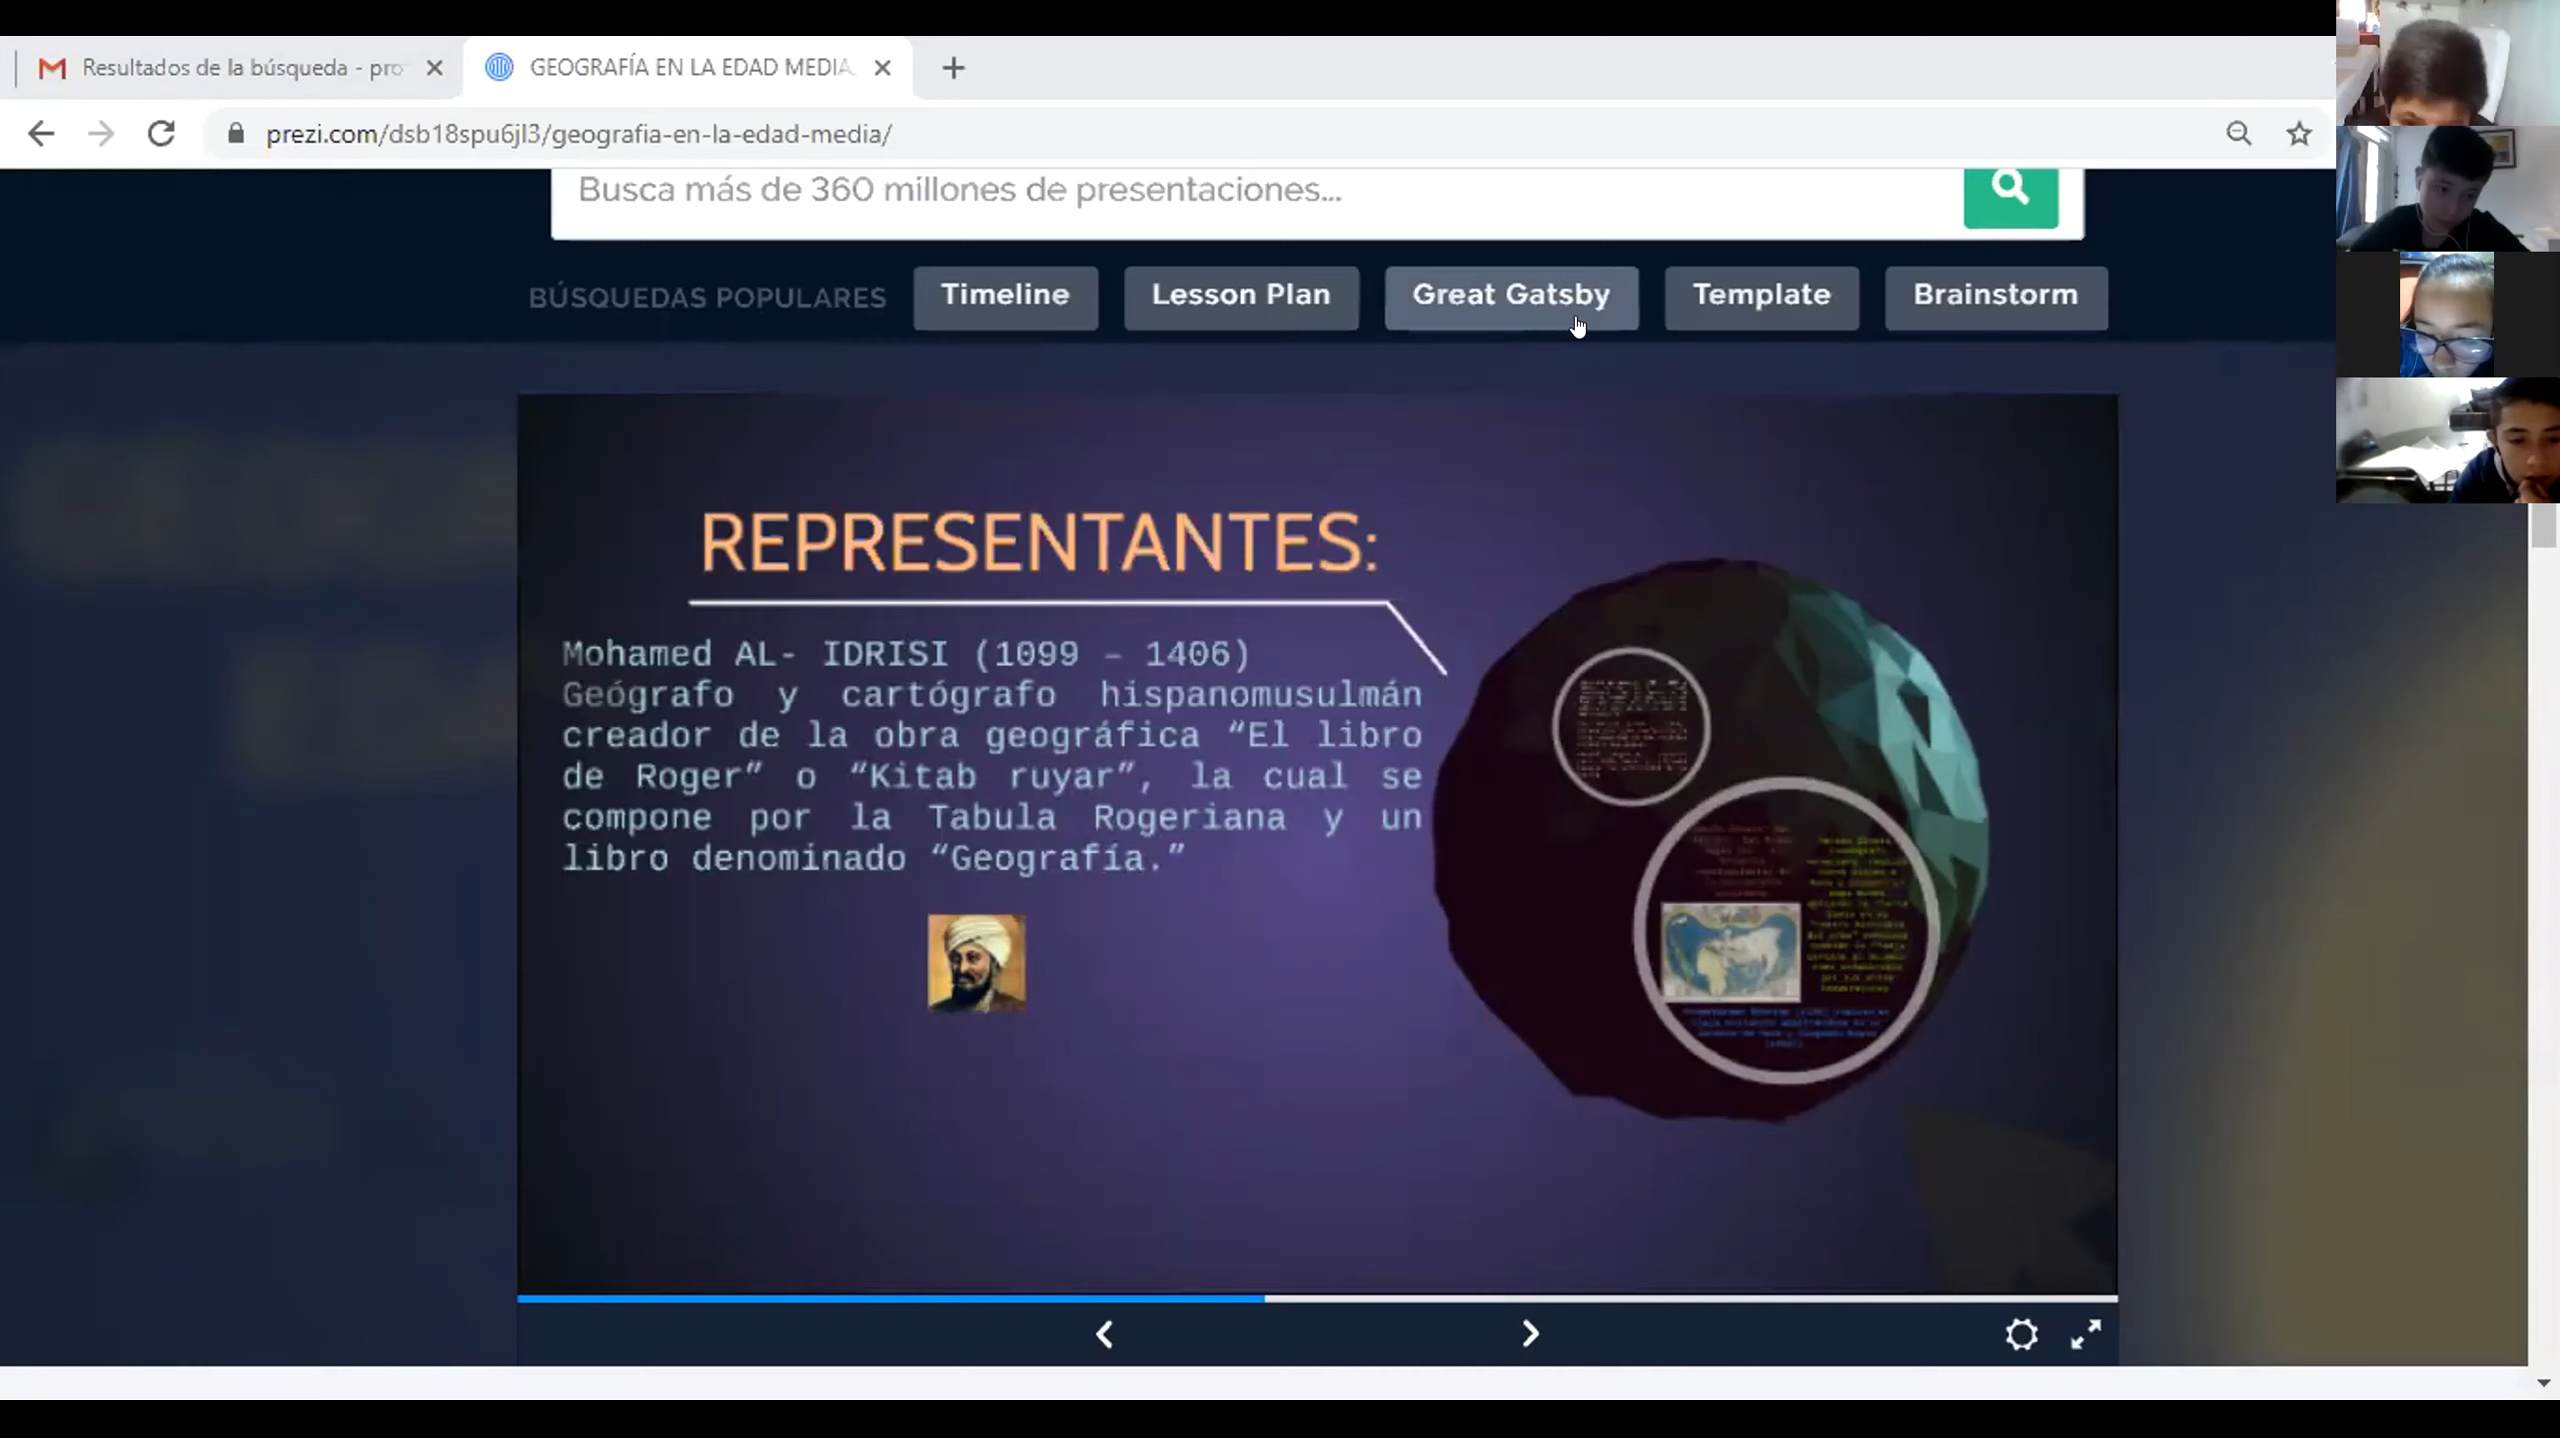 Resultados de la búsqueda - pro
GEOGRAFÍA EN LA EDAD MEDIA
prezi.com/dsb18spu6jl3/geografia-en-la-edad-media/
Busca más de 360 millones de presentaciones...
BÚSQUEDAS POPULARES Timeline Lesson Plan Great Gatsby Template Brainstorm
REPRESENTANTES:
Mohamed AL- IDRISI (1099 – 1406)
Geógrafo y cartógrafo hispanomusulmán
creador de la obra geográfica “El libro
de Roger” o “Kitab ruyar”, la cual se
compone por la Tabula Rogeriana y un
libro denominado “Geografía.”